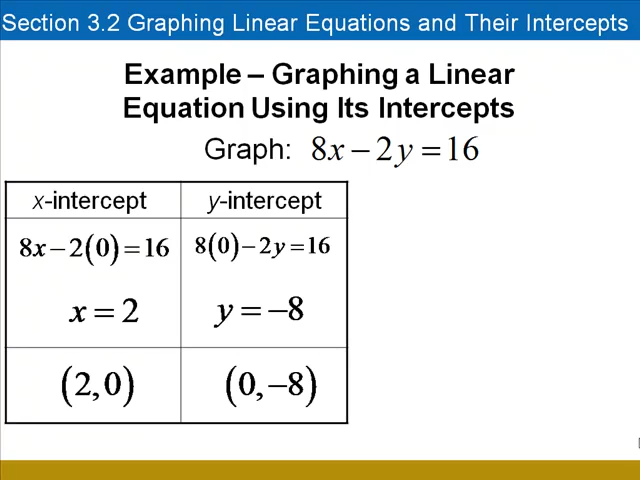 Section 3.2 Graphing Linear Equations and Their Intercepts
Example – Graphing a Linear
Equation Using Its Intercepts
Graph: 8x − 2y = 16
x-intercept y-intercept
8x − 2(0) = 16 8(0) − 2y = 16
x = 2 y = −8
(2, 0) (0, −8)